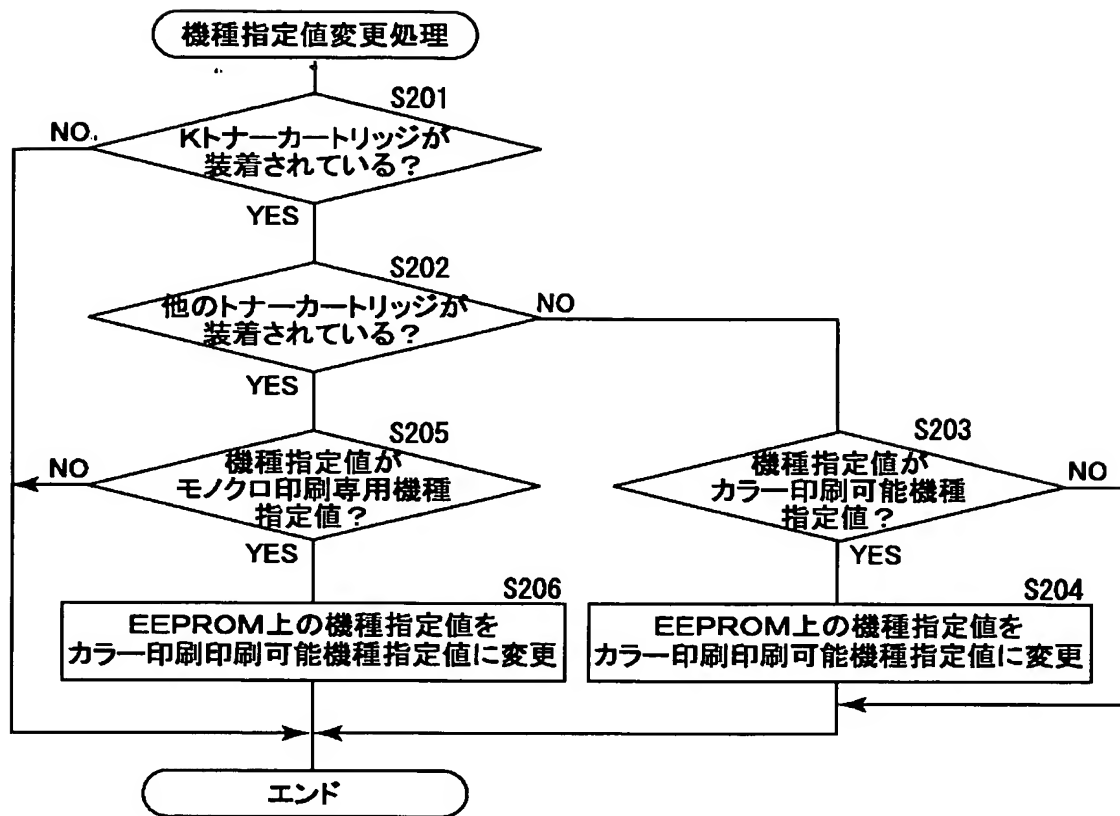 機種指定値変更処理
S201
NO
Kトナーカートリッジが
装着されている?
YES
S202
他のトナーカートリッジが
装着されている?
NO
YES
S205
NO
機種指定値が
モノクロ印刷専用機種
指定値?
YES
S203
機種指定値が
カラー印刷可能機種
指定値?
NO
YES
S206
EEPROM上の機種指定値を
カラー印刷印刷可能機種指定値に変更
S204
EEPROM上の機種指定値を
カラー印刷印刷可能機種指定値に変更
エンド